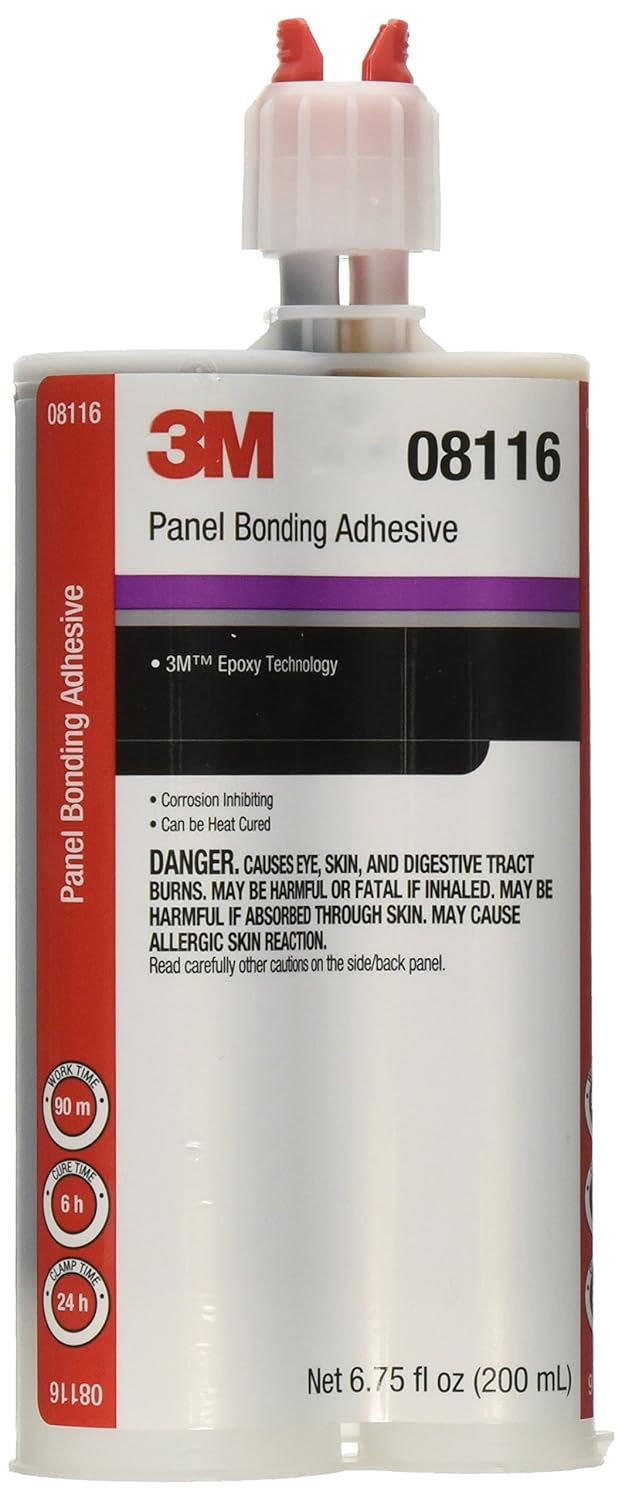 08116
3M
08116
Panel Bonding Adhesive
Panel Bonding Adhesive
• 3M™ Epoxy Technology
• Corrosion Inhibiting
• Can be Heat Cured
DANGER. CAUSES EYE, SKIN, AND DIGESTIVE TRACT
BURNS. MAY BE HARMFUL OR FATAL IF INHALED. MAY BE
HARMFUL IF ABSORBED THROUGH SKIN. MAY CAUSE
ALLERGIC SKIN REACTION.
Read carefully other cautions on the side/back panel.
WORK TIME
90 m
CURE TIME
6 h
CLAMP TIME
24 h
08116
Net 6.75 fl oz (200 mL)